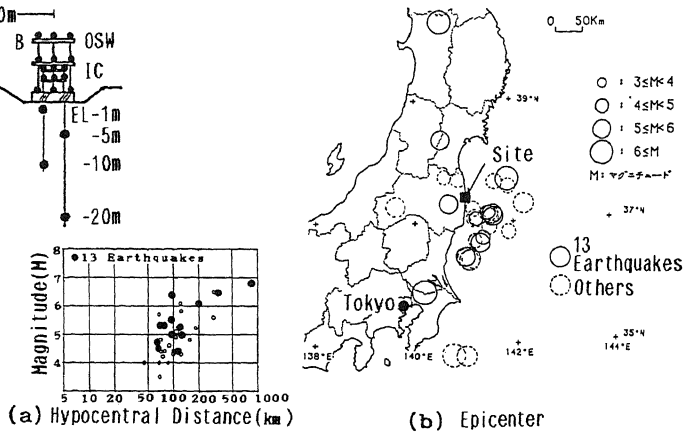 0m
B
OSW
IC
EL-1m
-5m
-10m
-20m
8
7
6
5
4
Magnitude(M)
●13 Earthquakes
5 10 20 50 100 200 500 1000
(a) Hypocentral Distance(km)
0 50Km
39°N
Site
37°N
35°N
Tokyo
138°E
140°E
142°E
144°E
: 3≤M<4
: 4≤M<5
: 5≤M<6
: 6≤M
M: マグニチュード
13
Earthquakes
Others
(b) Epicenter